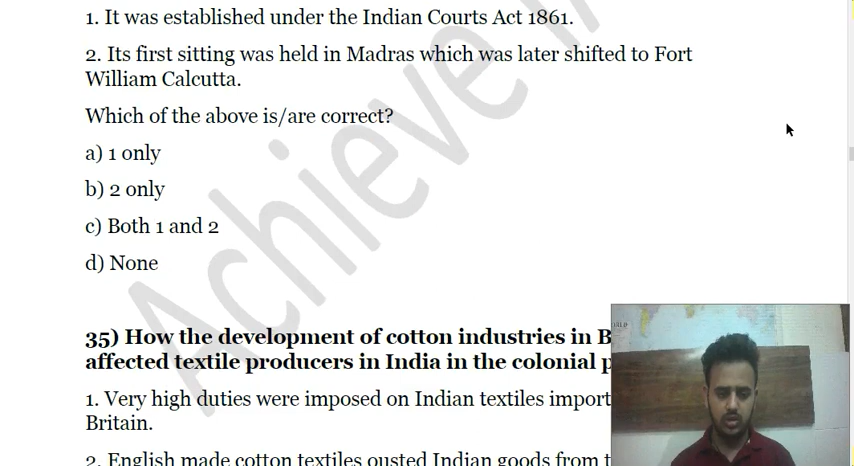 1. It was established under the Indian Courts Act 1861.
2. Its first sitting was held in Madras which was later shifted to Fort
William Calcutta.
Which of the above is/are correct?
a) 1 only
b) 2 only
c) Both 1 and 2
d) None
35) How the development of cotton industries in B
affected textile producers in India in the colonial p
1. Very high duties were imposed on Indian textiles import
Britain.
2. English made cotton textiles ousted Indian goods from t
Achieve